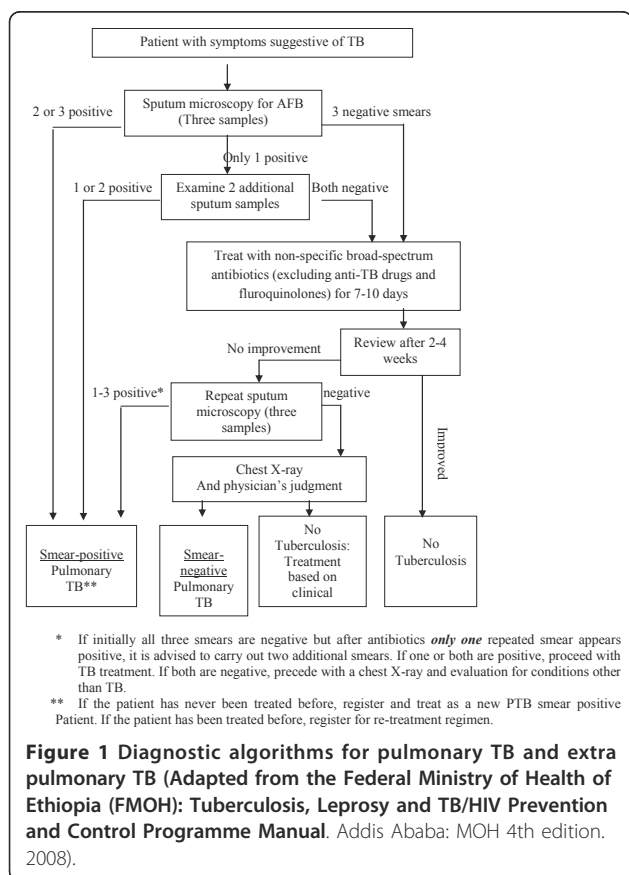 Patient with symptoms suggestive of TB
2 or 3 positive
Sputum microscopy for AFB
(Three samples)
3 negative smears
Only 1 positive
1 or 2 positive
Examine 2 additional
sputum samples
Both negative
Treat with non-specific broad-spectrum
antibiotics (excluding anti-TB drugs and
fluroquinolones) for 7-10 days
Review after 2-4
weeks
No improvement
1-3 positive*
Repeat sputum
microscopy (three
samples)
negative
Improved
Chest X-ray
And physician's judgment
Smear-positive
Pulmonary
TB**
Smear-
negative
Pulmonary
TB
No
Tuberculosis:
Treatment
based on
clinical
No
Tuberculosis
* If initially all three smears are negative but after antibiotics only one repeated smear appears
positive, it is advised to carry out two additional smears. If one or both are positive, proceed with
TB treatment. If both are negative, precede with a chest X-ray and evaluation for conditions other
than TB.
** If the patient has never been treated before, register and treat as a new PTB smear positive
Patient. If the patient has been treated before, register for re-treatment regimen.
Figure 1 Diagnostic algorithms for pulmonary TB and extra
pulmonary TB (Adapted from the Federal Ministry of Health of
Ethiopia (FMOH): Tuberculosis, Leprosy and TB/HIV Prevention
and Control Programme Manual. Addis Ababa: MOH 4th edition.
2008).